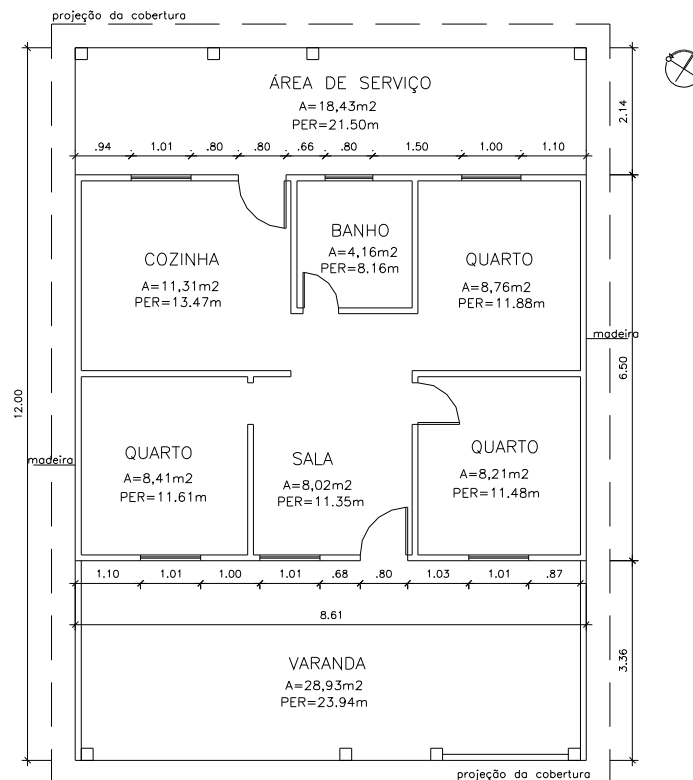 projeção da cobertura
ÁREA DE SERVIÇO
A=18,43m2
PER=21.50m
2.14
.94 1.01 .80 .80 .66 .80 1.50 1.00 1.10
BANHO
A=4,16m2
PER=8.16m
COZINHA
A=11,31m2
PER=13.47m
QUARTO
A=8,76m2
PER=11.88m
madeira
6.50
12.00
QUARTO
A=8,41m2
PER=11.61m
madeira
SALA
A=8,02m2
PER=11.35m
QUARTO
A=8,21m2
PER=11.48m
1.10 1.01 1.00 1.01 .68 .80 1.03 1.01 .87
8.61
3.36
VARANDA
A=28,93m2
PER=23.94m
projeção da cobertura